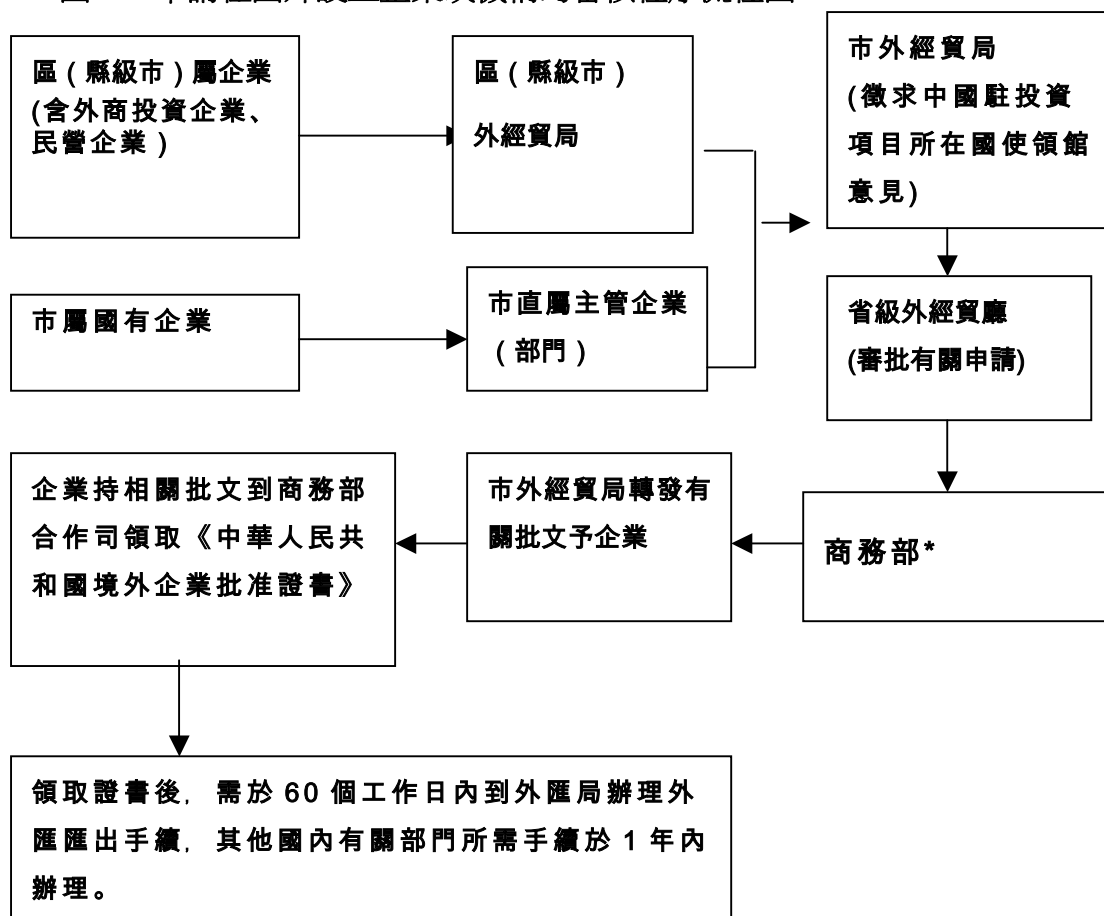 區（縣級市）屬企業
(含外商投資企業、
民營企業）
區（縣級市）
外經貿局
市外經貿局
(徵求中國駐投資
項目所在國使領館
意見)
市屬國有企業
市直屬主管企業
（部門）
省級外經貿廳
(審批有關申請)
企業持相關批文到商務部
合作司領取《中華人民共
和國境外企業批准證書》
市外經貿局轉發有
關批文予企業
商務部*
領取證書後，需於 60 個工作日內到外匯局辦理外
匯匯出手續，其他國內有關部門所需手續於 1 年內
辦理。